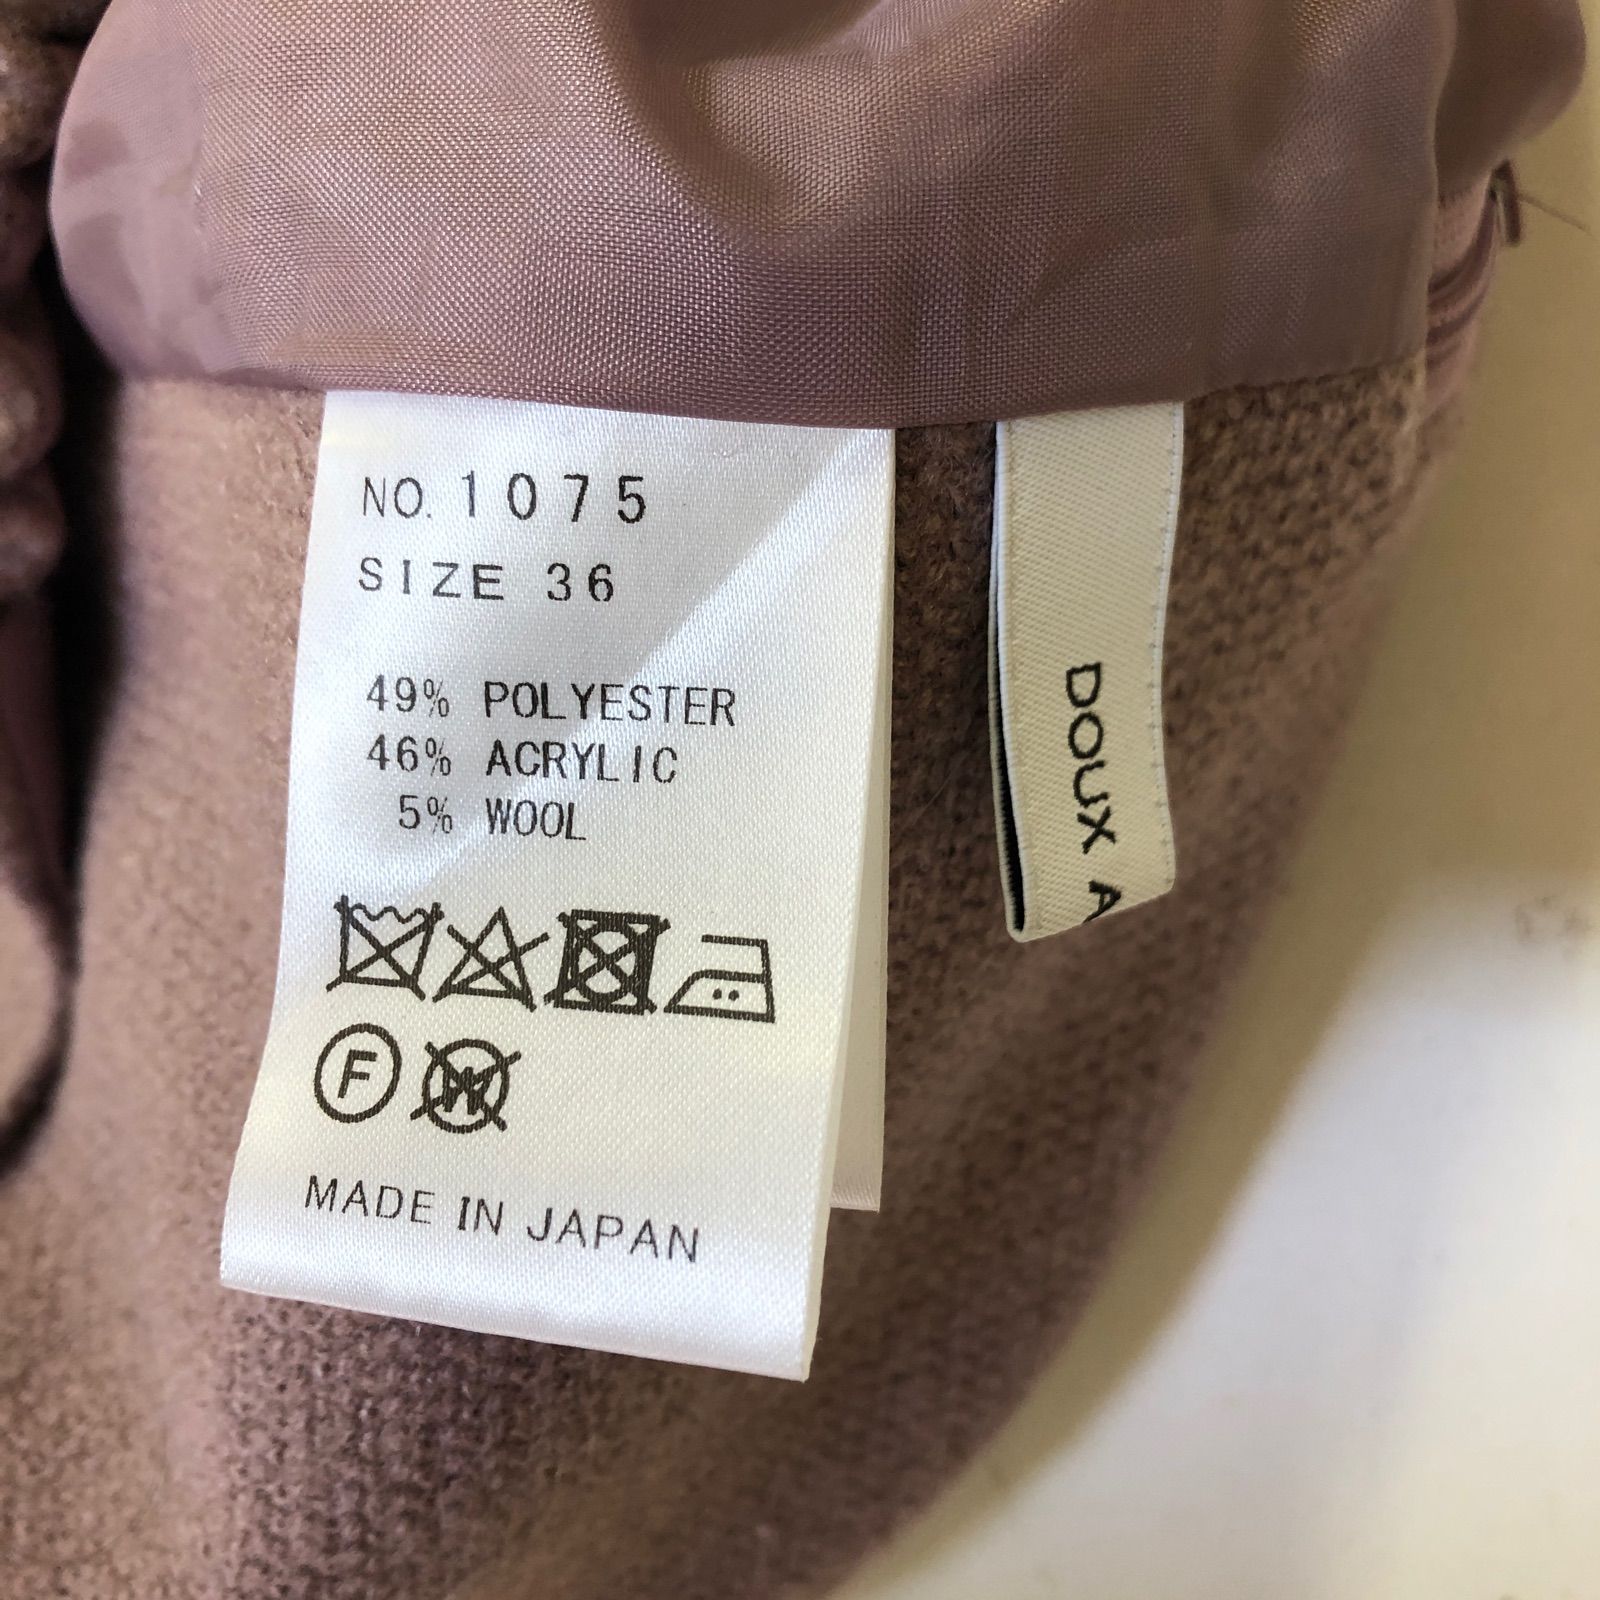 NO. 1075
SIZE 36
49% POLYESTER
46% ACRYLIC
5% WOOL
F
W
MADE IN JAPAN
DOUX A